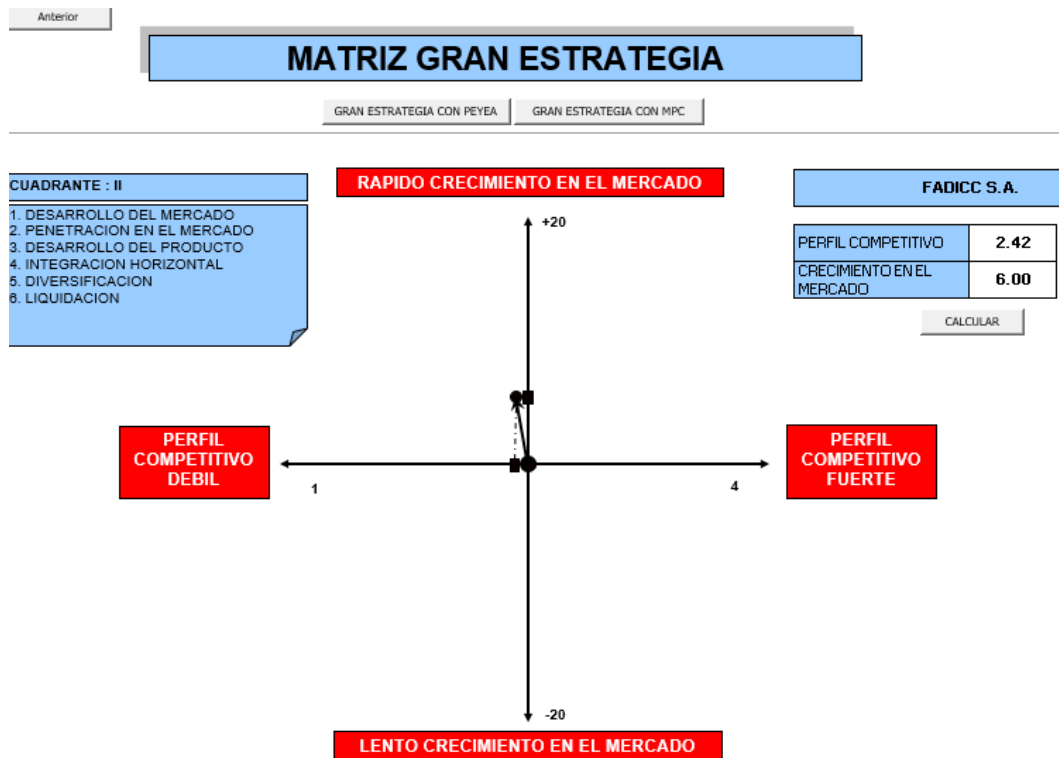 Anterior
MATRIZ GRAN ESTRATEGIA
GRAN ESTRATEGIA CON PEYEA
GRAN ESTRATEGIA CON MPC
CUADRANTE : II
1. DESARROLLO DEL MERCADO
2. PENETRACION EN EL MERCADO
3. DESARROLLO DEL PRODUCTO
4. INTEGRACION HORIZONTAL
5. DIVERSIFICACION
6. LIQUIDACION
RAPIDO CRECIMIENTO EN EL MERCADO
+20
FADICC S.A.
PERFIL COMPETITIVO 2.42
CRECIMIENTO EN EL
MERCADO 6.00
CALCULAR
PERFIL
COMPETITIVO
DEBIL
1
4
PERFIL
COMPETITIVO
FUERTE
-20
LENTO CRECIMIENTO EN EL MERCADO